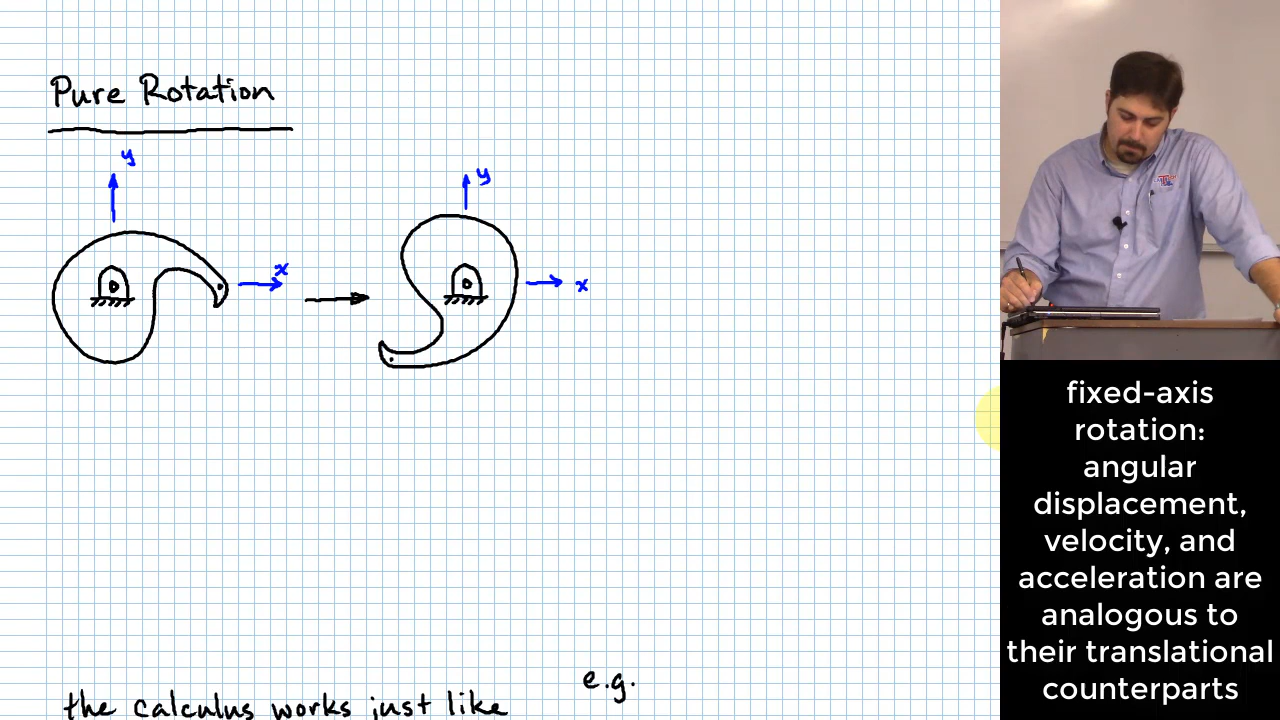 Pure Rotation
y
x
y
x
e.g.
the calculus works just like
fixed-axis
rotation:
angular
displacement,
velocity, and
acceleration are
analogous to
their translational
counterparts